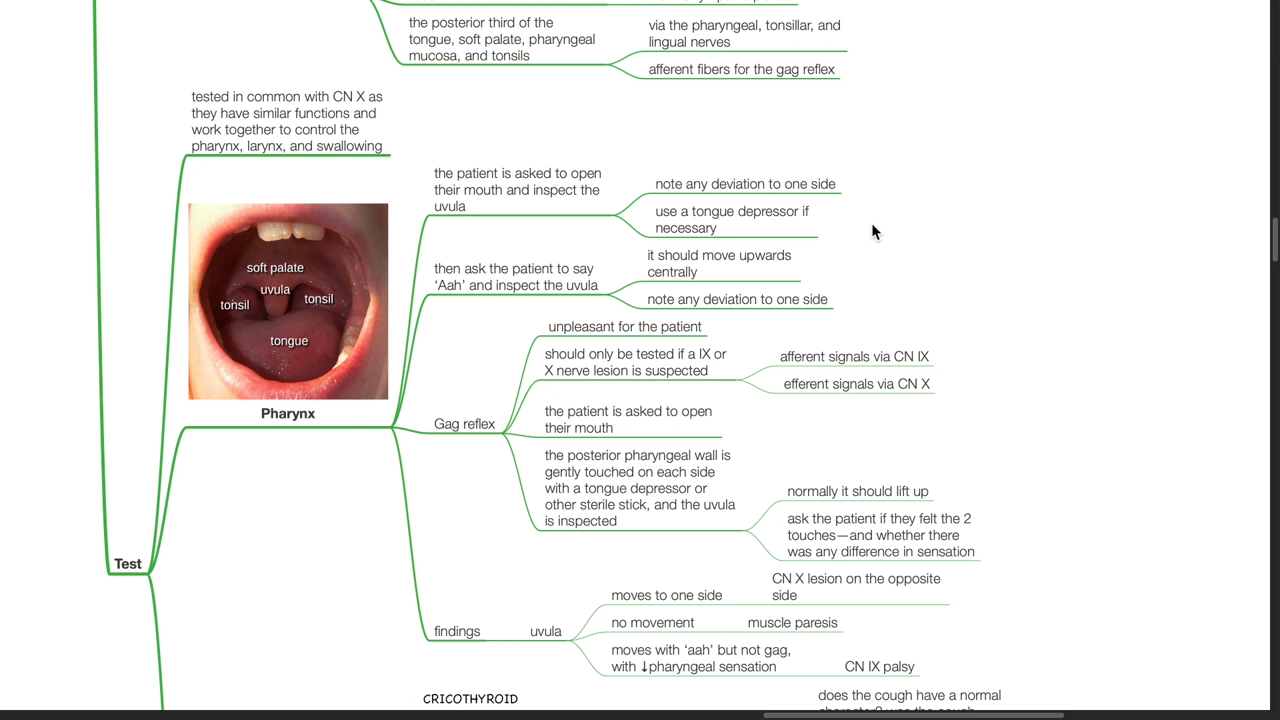 the posterior third of the
tongue, soft palate, pharyngeal
mucosa, and tonsils
via the pharyngeal, tonsillar, and
lingual nerves
afferent fibers for the gag reflex
tested in common with CN X as
they have similar functions and
work together to control the
pharynx, larynx, and swallowing
soft palate
uvula
tonsil
tonsil
tongue
Pharynx
the patient is asked to open
their mouth and inspect the
uvula
note any deviation to one side
use a tongue depressor if
necessary
then ask the patient to say
‘Aah’ and inspect the uvula
it should move upwards
centrally
note any deviation to one side
Gag reflex
unpleasant for the patient
should only be tested if a IX or
X nerve lesion is suspected
afferent signals via CN IX
efferent signals via CN X
the patient is asked to open
their mouth
the posterior pharyngeal wall is
gently touched on each side
with a tongue depressor or
other sterile stick, and the uvula
is inspected
normally it should lift up
ask the patient if they felt the 2
touches—and whether there
was any difference in sensation
Test
findings
uvula
moves to one side
CN X lesion on the opposite
side
no movement
muscle paresis
moves with ‘aah’ but not gag,
with ↓pharyngeal sensation
CN IX palsy
CRICOTHYROID
does the cough have a normal